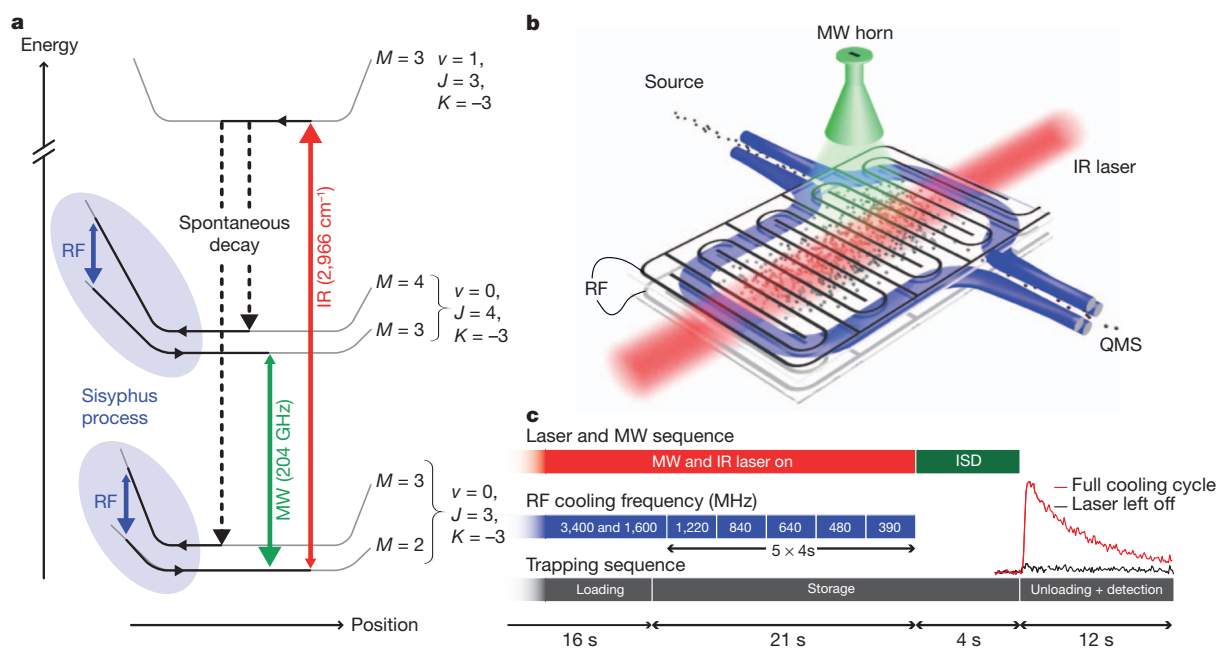 a
Energy
M = 3
v = 1,
J = 3,
K = –3
Spontaneous
decay
IR (2,966 cm⁻¹)
RF
M = 4
M = 3
v = 0,
J = 4,
K = –3
Sisyphus
process
MW (204 GHz)
RF
M = 3
M = 2
v = 0,
J = 3,
K = –3
Position
b
MW horn
Source
IR laser
RF
QMS
c
Laser and MW sequence
MW and IR laser on
ISD
RF cooling frequency (MHz)
3,400 and 1,600
1,220
840
640
480
390
5 × 4s
Full cooling cycle
Laser left off
Trapping sequence
Loading
Storage
Unloading + detection
16 s
21 s
4 s
12 s